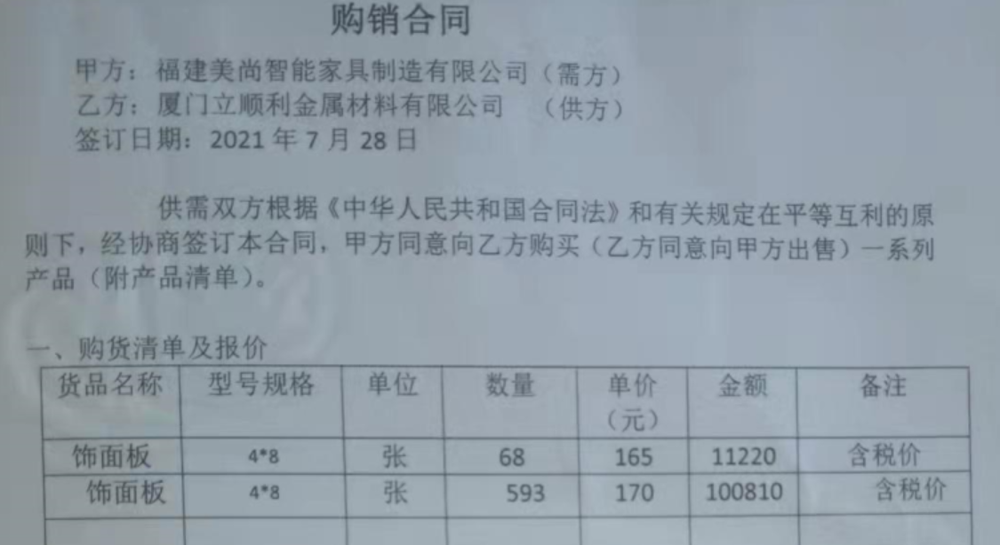 购销合同
甲方：福建美尚智能家具制造有限公司（需方）
乙方：厦门立顺利金属材料有限公司 （供方）
签订日期：2021 年 7 月 28 日
供需双方根据《中华人民共和国合同法》和有关规定在平等互利的原
则下，经协商签订本合同，甲方同意向乙方购买（乙方同意向甲方出售）一系列
产品（附产品清单）。
一、购货清单及报价
货品名称 型号规格 单位 数量 单价（元） 金额 备注
饰面板 4*8 张 68 165 11220 含税价
饰面板 4*8 张 593 170 100810 含税价